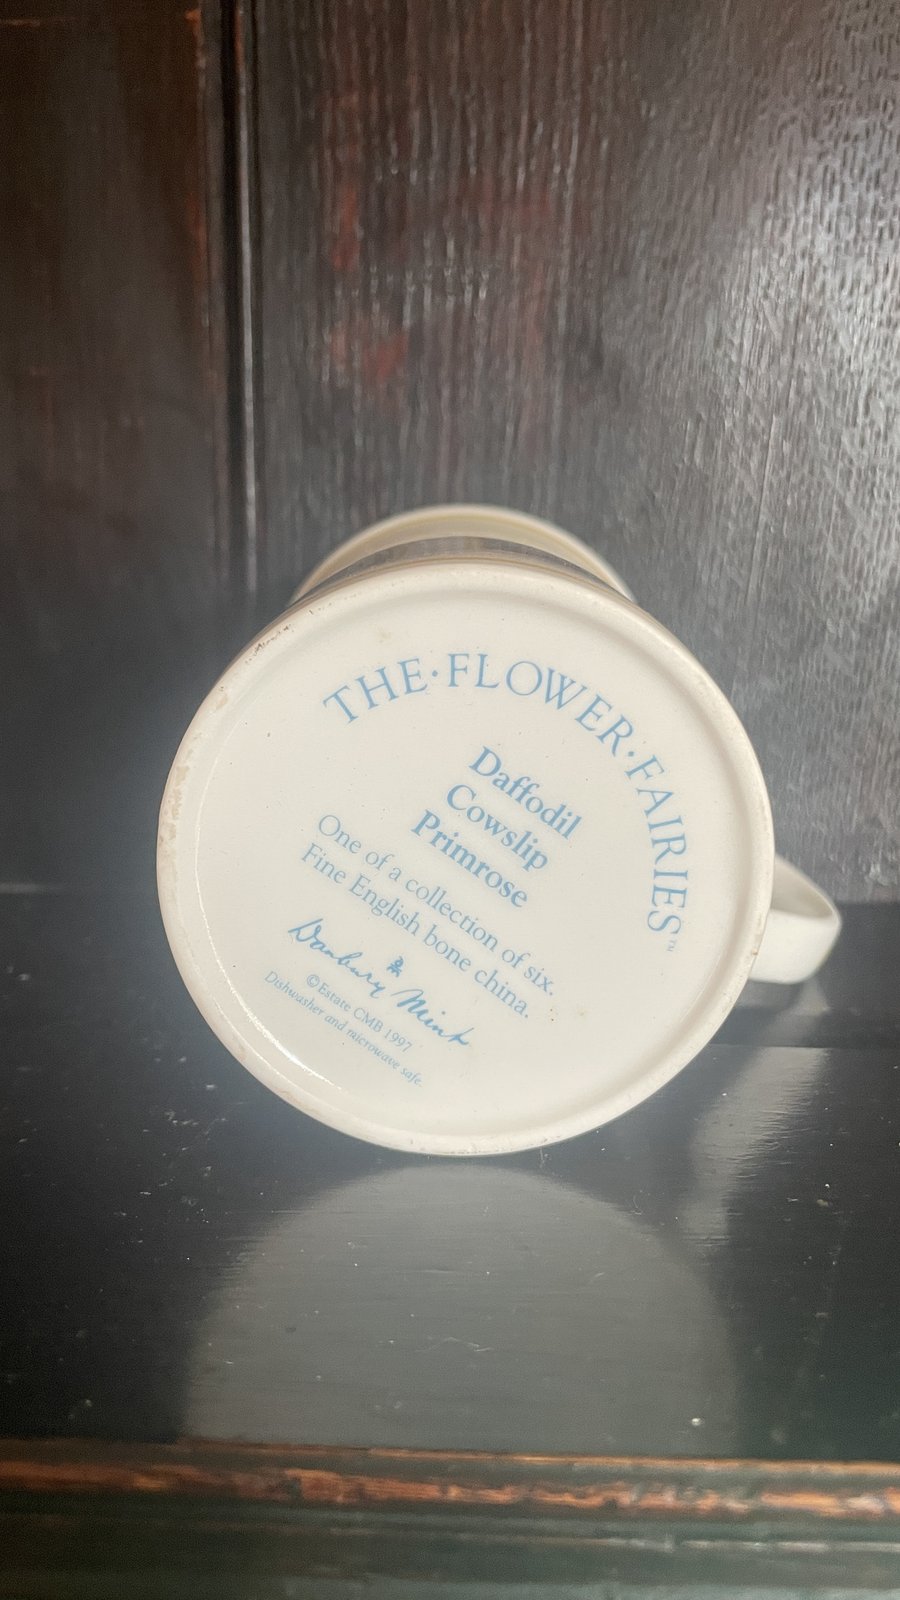 THE·FLOWER·FAIRIES™
Daffodil
Cowslip
Primrose
One of a collection of six.
Fine English bone china.
Danbury Mint
©Estate CMB 1997
Dishwasher and microwave safe.